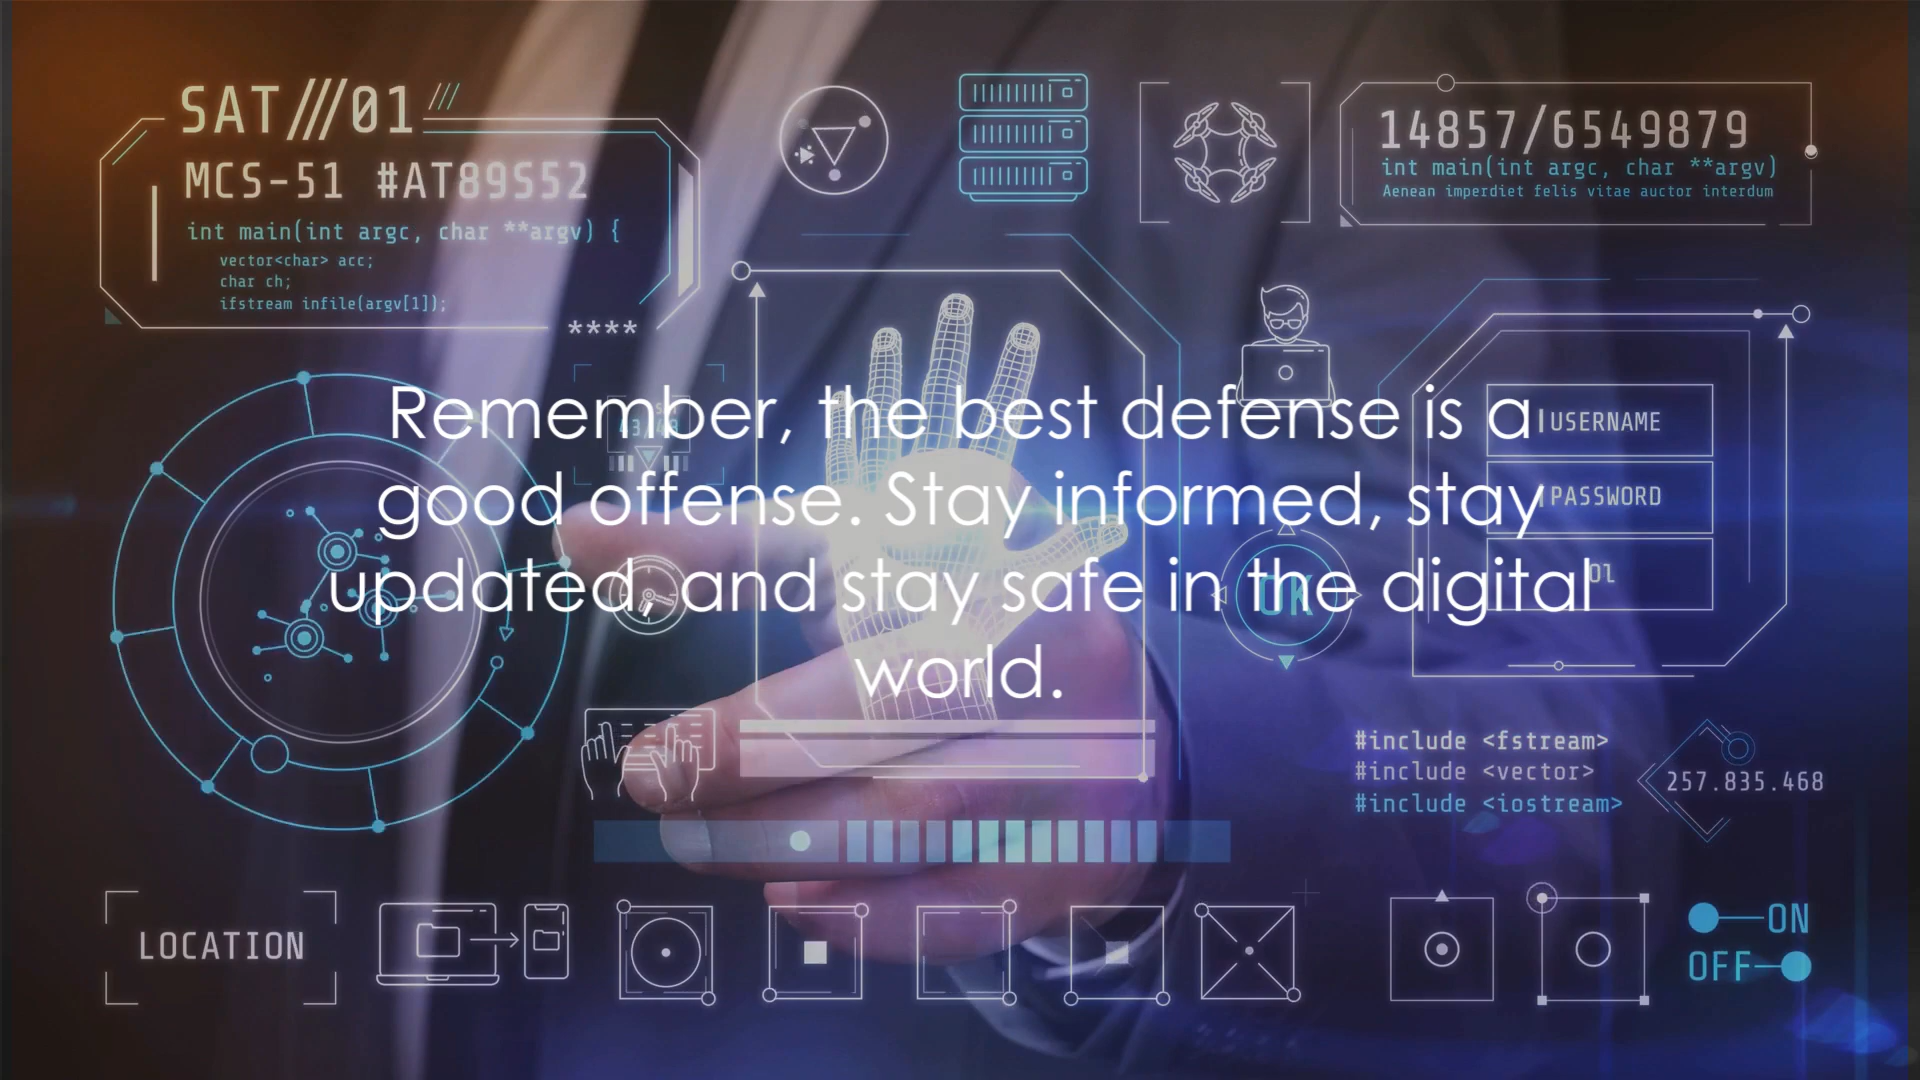 SAT///01
MCS-51 #AT89S52
int main(int argc, char **argv) {
vector<char> acc;
char ch;
ifstream infile(argv[1]);
****
14857/6549879
int main(int argc, char **argv)
Aenean imperdiet felis vitae auctor interdum
Remember, the best defense is a
good offense. Stay informed, stay
updated, and stay safe in the digital
world.
USERNAME
PASSWORD
OK
#include <fstream>
#include <vector>
#include <iostream>
257.835.468
LOCATION
ON
OFF